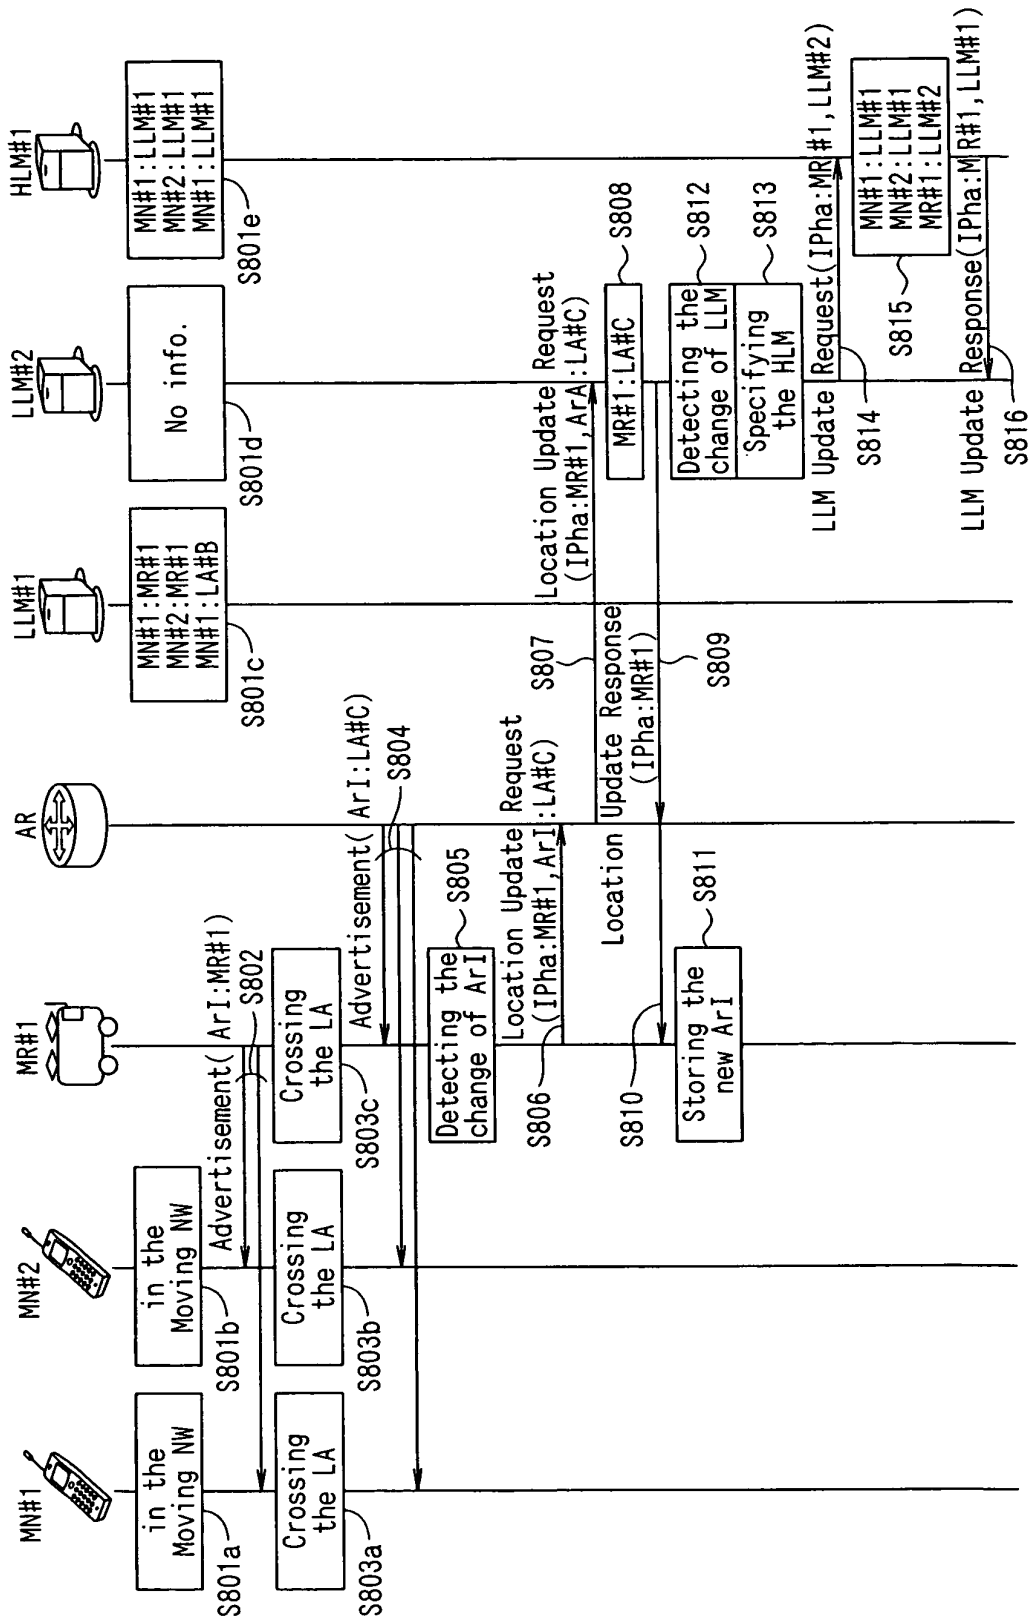 MN#1
MN#2
MR#1
AR
LLM#1
LLM#2
HLM#1
in the
Moving NW
S801a
in the
Moving NW
S801b
MN#1:MR#1
MN#2:MR#1
MN#1:LA#B
S801c
No info.
S801d
MN#1:LLM#1
MN#2:LLM#1
MN#1:LLM#1
S801e
Advertisement( ArI:MR#1)
S802
Crossing
the LA
S803a
Crossing
the LA
S803b
Crossing
the LA
S803c
Advertisement( ArI:LA#C)
S804
Detecting the
change of ArI
S805
Location Update Request
(IPha:MR#1,ArI:LA#C)
S806
Location Update Request
(IPha:MR#1,ArA:LA#C)
S807
MR#1:LA#C
S808
Location Update Response
(IPha:MR#1)
S809
S810
Storing the
new ArI
S811
Detecting the
change of LLM
S812
Specifying
the HLM
S813
LLM Update Request(IPha:MR#1,LLM#2)
S814
MN#1:LLM#1
MN#2:LLM#1
MR#1:LLM#2
S815
LLM Update Response(IPha:MR#1,LLM#1)
S816